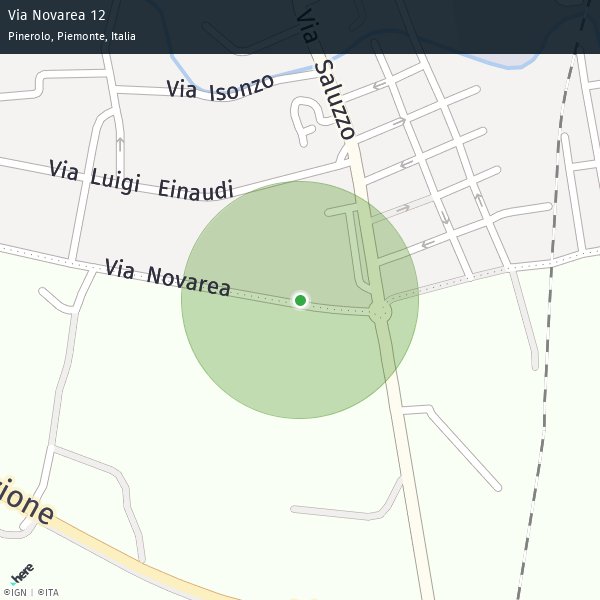 Via Novarea 12
Pinerolo, Piemonte, Italia
Via Saluzzo
Via Isonzo
Via Luigi Einaudi
Via Novarea
ione
here
©IGN | ©ITA